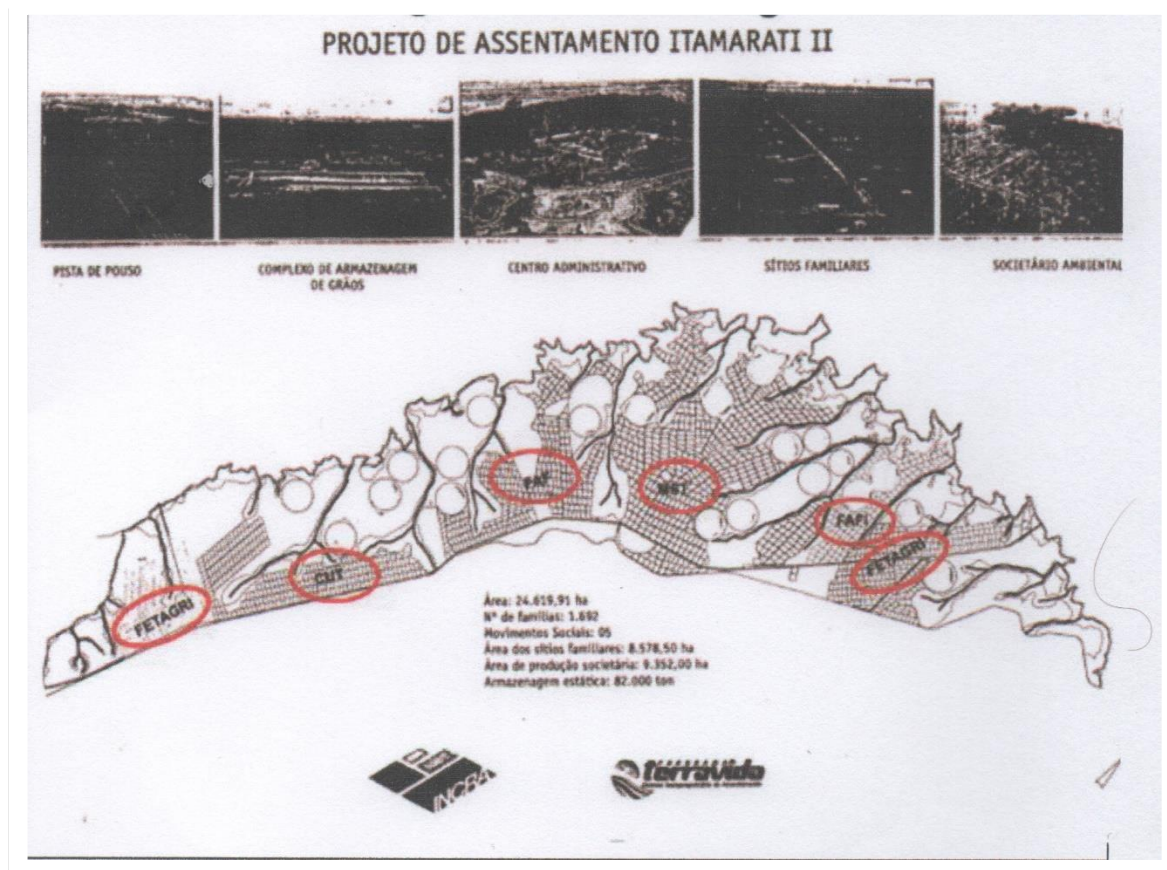 PROJETO DE ASSENTAMENTO ITAMARATI II
PISTA DE POUSO
COMPLEXO DE ARMAZENAGEM
DE GRÃOS
CENTRO ADMINISTRATIVO
SÍTIOS FAMILIARES
SOCIETÁRIO AMBIENTAL
PAF
MST
FAFI
FETAGRI
CUT
FETAGRI
Área: 24.619,91 ha
Nº de famílias: 1.692
Movimentos Sociais: 05
Área dos sítios familiares: 8.578,50 ha
Área de produção societária: 9.352,00 ha
Armazenagem estática: 82.000 ton
INCRA
terravida